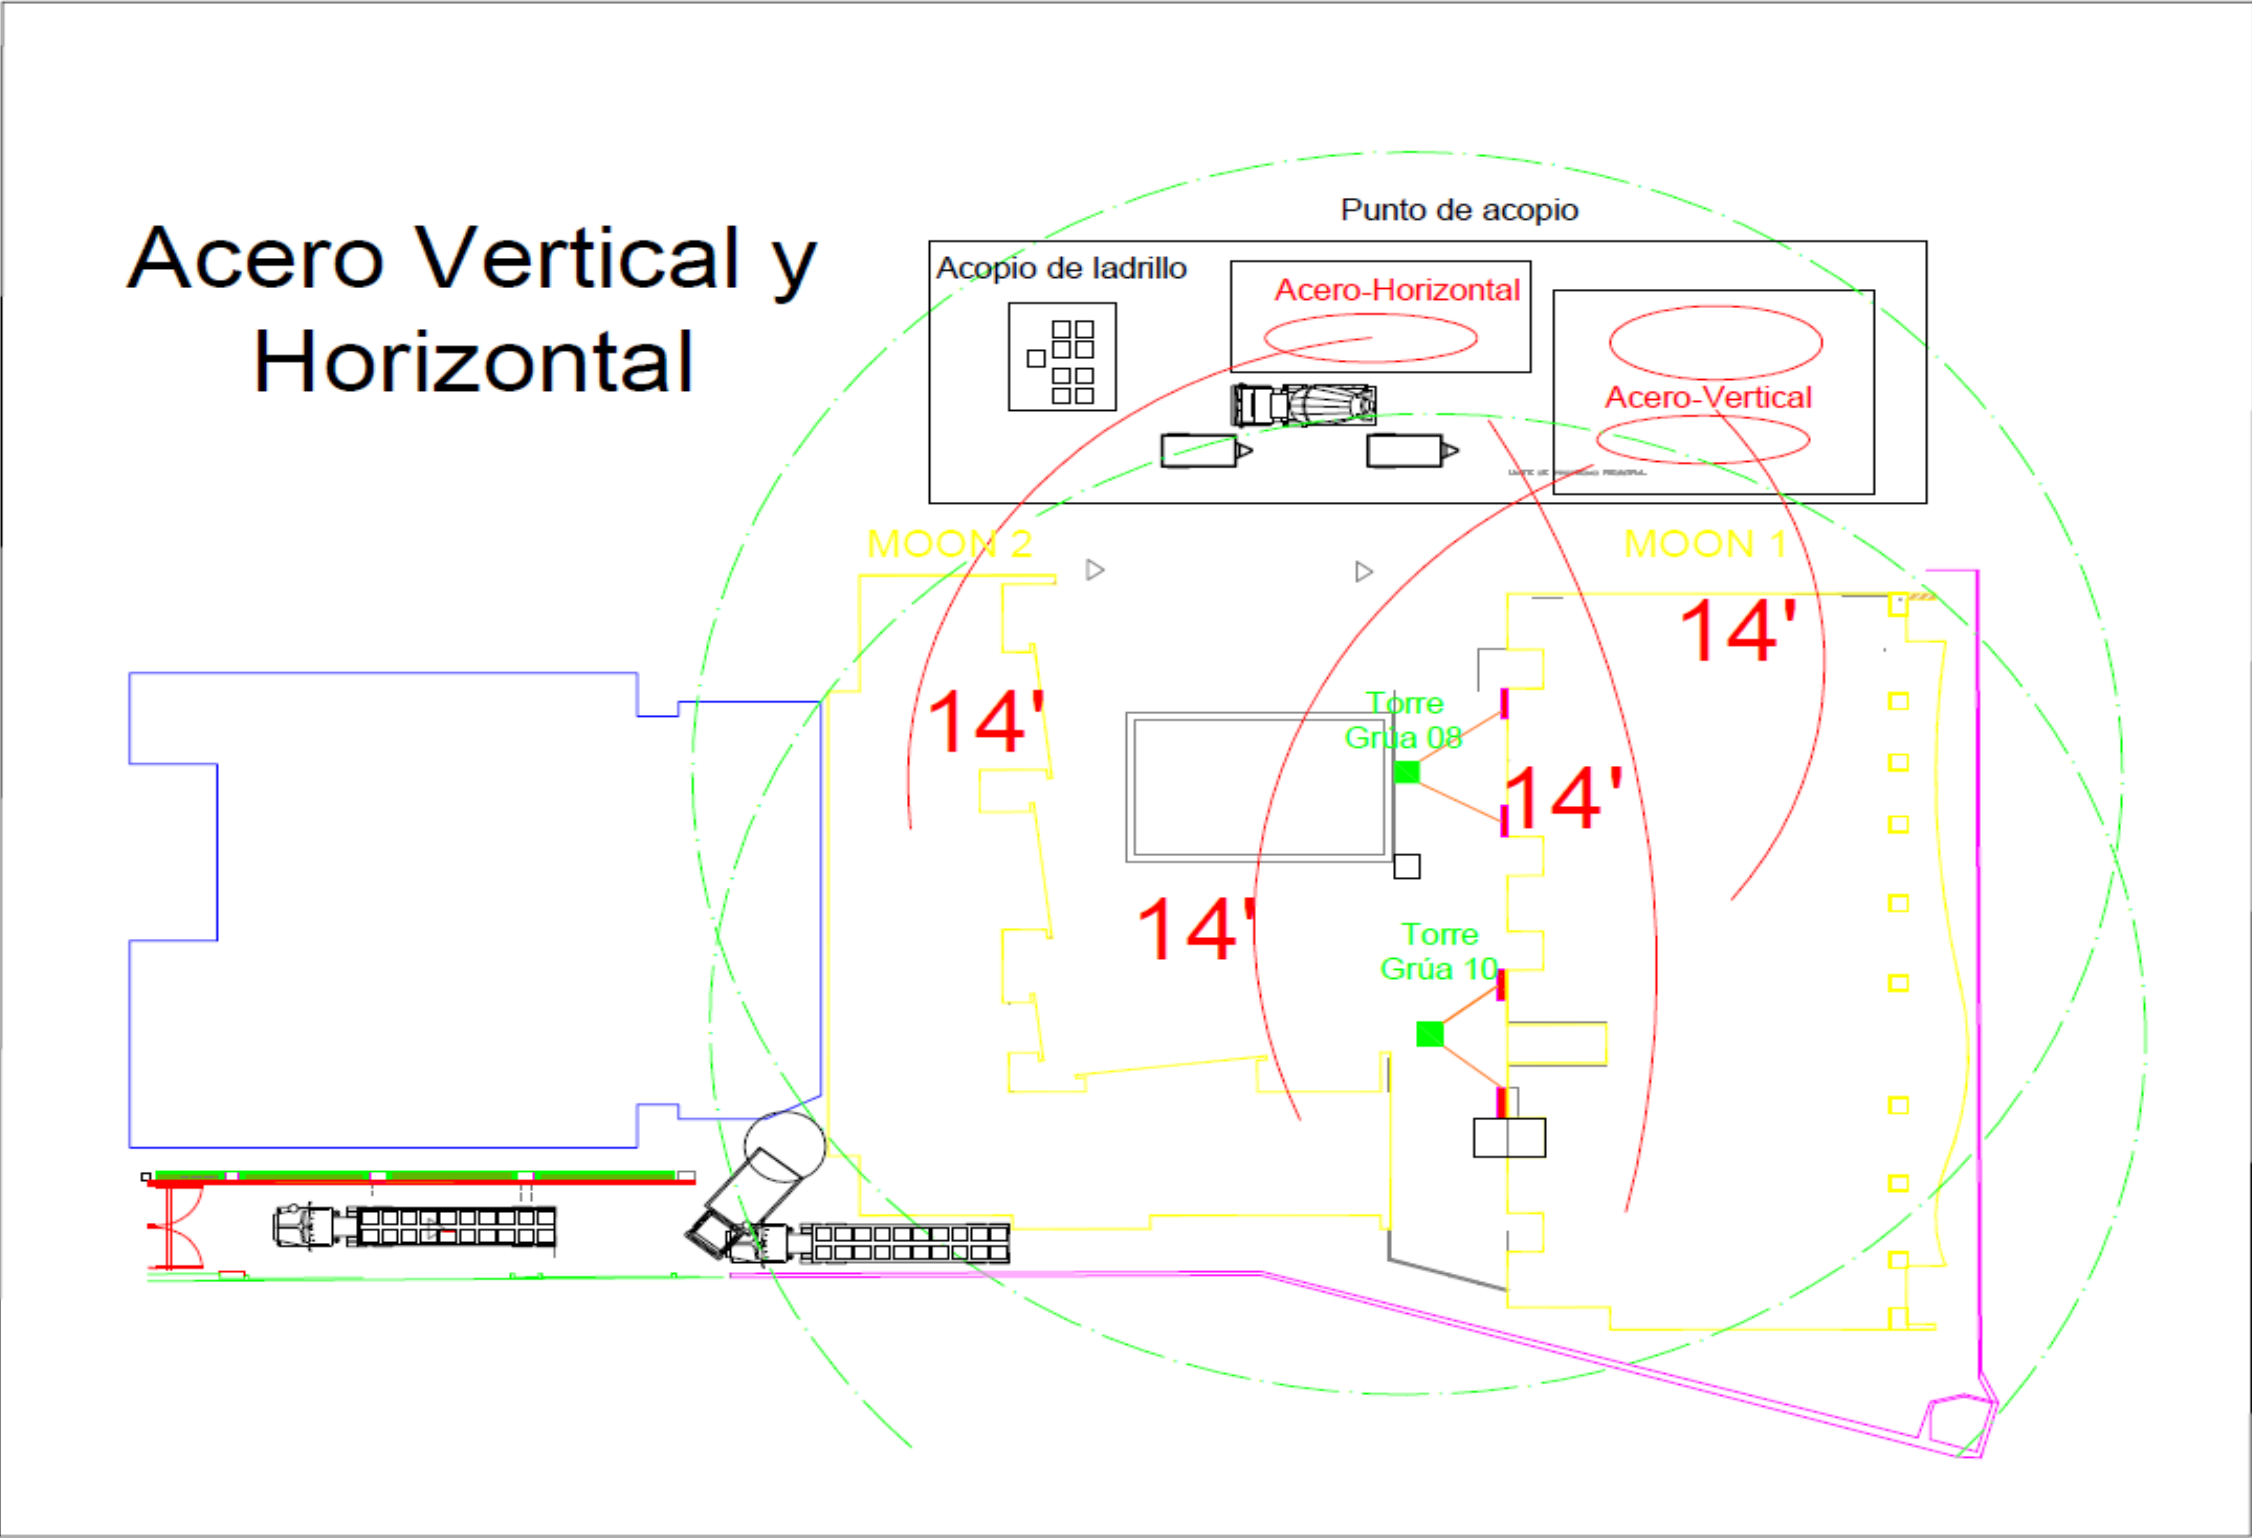 Acero Vertical y
Horizontal
Punto de acopio
Acopio de ladrillo
Acero-Horizontal
Acero-Vertical
MOON 2
MOON 1
14'
14'
Torre
Grúa 08
14'
14'
Torre
Grúa 10